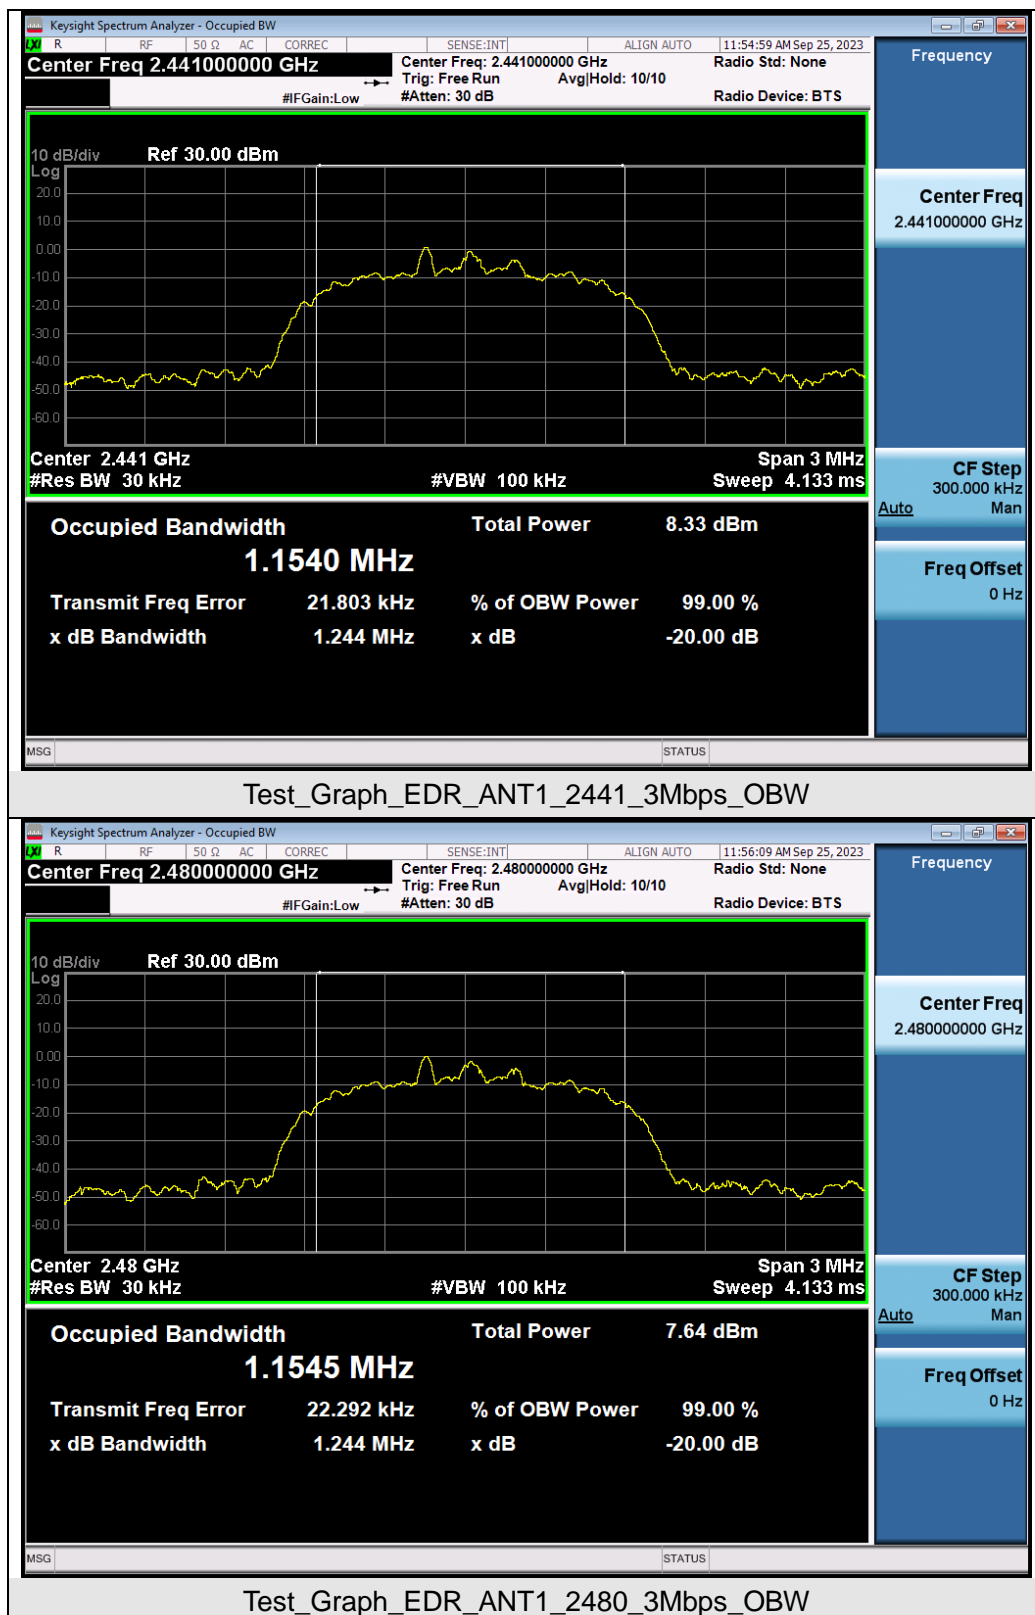 Keysight Spectrum Analyzer - Occupied BW
LXI R RF 50 Ω AC CORREC SENSE:INT ALIGN AUTO 11:54:59 AM Sep 25, 2023
Center Freq 2.441000000 GHz Center Freq: 2.441000000 GHz Radio Std: None
Trig: Free Run Avg|Hold: 10/10
#IFGain:Low #Atten: 30 dB Radio Device: BTS
Frequency
10 dB/div Ref 30.00 dBm
Log
20.0
10.0
0.00
-10.0
-20.0
-30.0
-40.0
-50.0
-60.0
Center 2.441 GHz Span 3 MHz
#Res BW 30 kHz #VBW 100 kHz Sweep 4.133 ms
Center Freq
2.441000000 GHz
CF Step
300.000 kHz
Auto Man
Freq Offset
0 Hz
Occupied Bandwidth Total Power 8.33 dBm
1.1540 MHz
Transmit Freq Error 21.803 kHz % of OBW Power 99.00 %
x dB Bandwidth 1.244 MHz x dB -20.00 dB
MSG STATUS
Test_Graph_EDR_ANT1_2441_3Mbps_OBW
Keysight Spectrum Analyzer - Occupied BW
LXI R RF 50 Ω AC CORREC SENSE:INT ALIGN AUTO 11:56:09 AM Sep 25, 2023
Center Freq 2.480000000 GHz Center Freq: 2.480000000 GHz Radio Std: None
Trig: Free Run Avg|Hold: 10/10
#IFGain:Low #Atten: 30 dB Radio Device: BTS
Frequency
10 dB/div Ref 30.00 dBm
Log
20.0
10.0
0.00
-10.0
-20.0
-30.0
-40.0
-50.0
-60.0
Center 2.48 GHz Span 3 MHz
#Res BW 30 kHz #VBW 100 kHz Sweep 4.133 ms
Center Freq
2.480000000 GHz
CF Step
300.000 kHz
Auto Man
Freq Offset
0 Hz
Occupied Bandwidth Total Power 7.64 dBm
1.1545 MHz
Transmit Freq Error 22.292 kHz % of OBW Power 99.00 %
x dB Bandwidth 1.244 MHz x dB -20.00 dB
MSG STATUS
Test_Graph_EDR_ANT1_2480_3Mbps_OBW